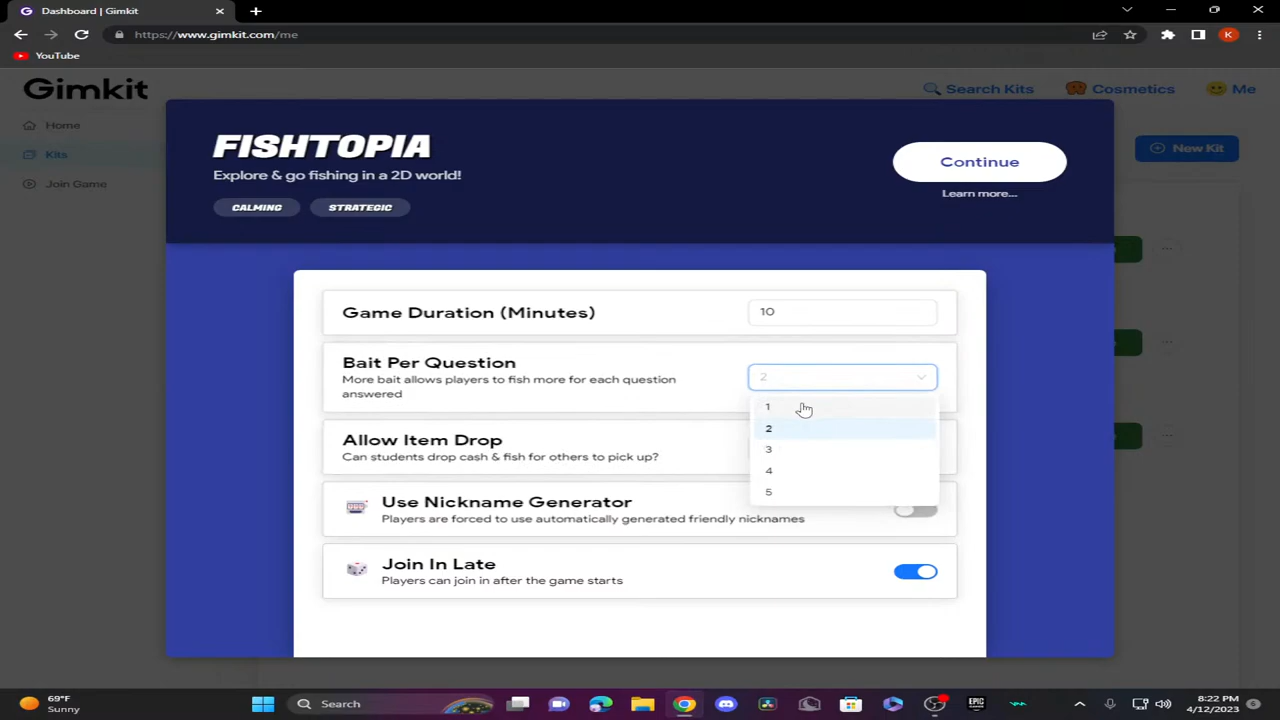 Dashboard | Gimkit
https://www.gimkit.com/me
K
YouTube
Gimkit
Search Kits
Cosmetics
Me
Home
Kits
Join Game
New Kit
FISHTOPIA
Explore & go fishing in a 2D world!
CALMING
STRATEGIC
Continue
Learn more...
Game Duration (Minutes)
10
Bait Per Question
More bait allows players to fish more for each question
answered
2
1
2
3
4
5
Allow Item Drop
Can students drop cash & fish for others to pick up?
Use Nickname Generator
Players are forced to use automatically generated friendly nicknames
Join In Late
Players can join in after the game starts
69°F
Sunny
Search
EPIC
8:22 PM
4/12/2023